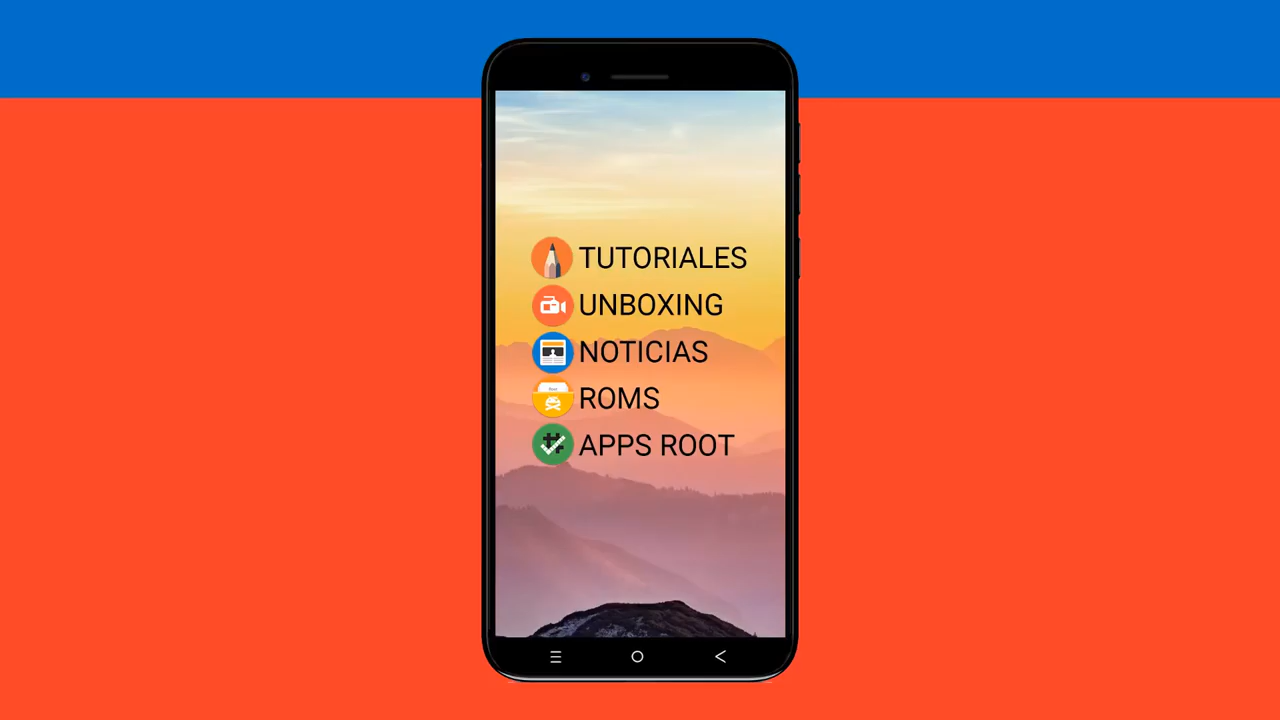 TUTORIALES
UNBOXING
NOTICIAS
ROMS
APPS ROOT